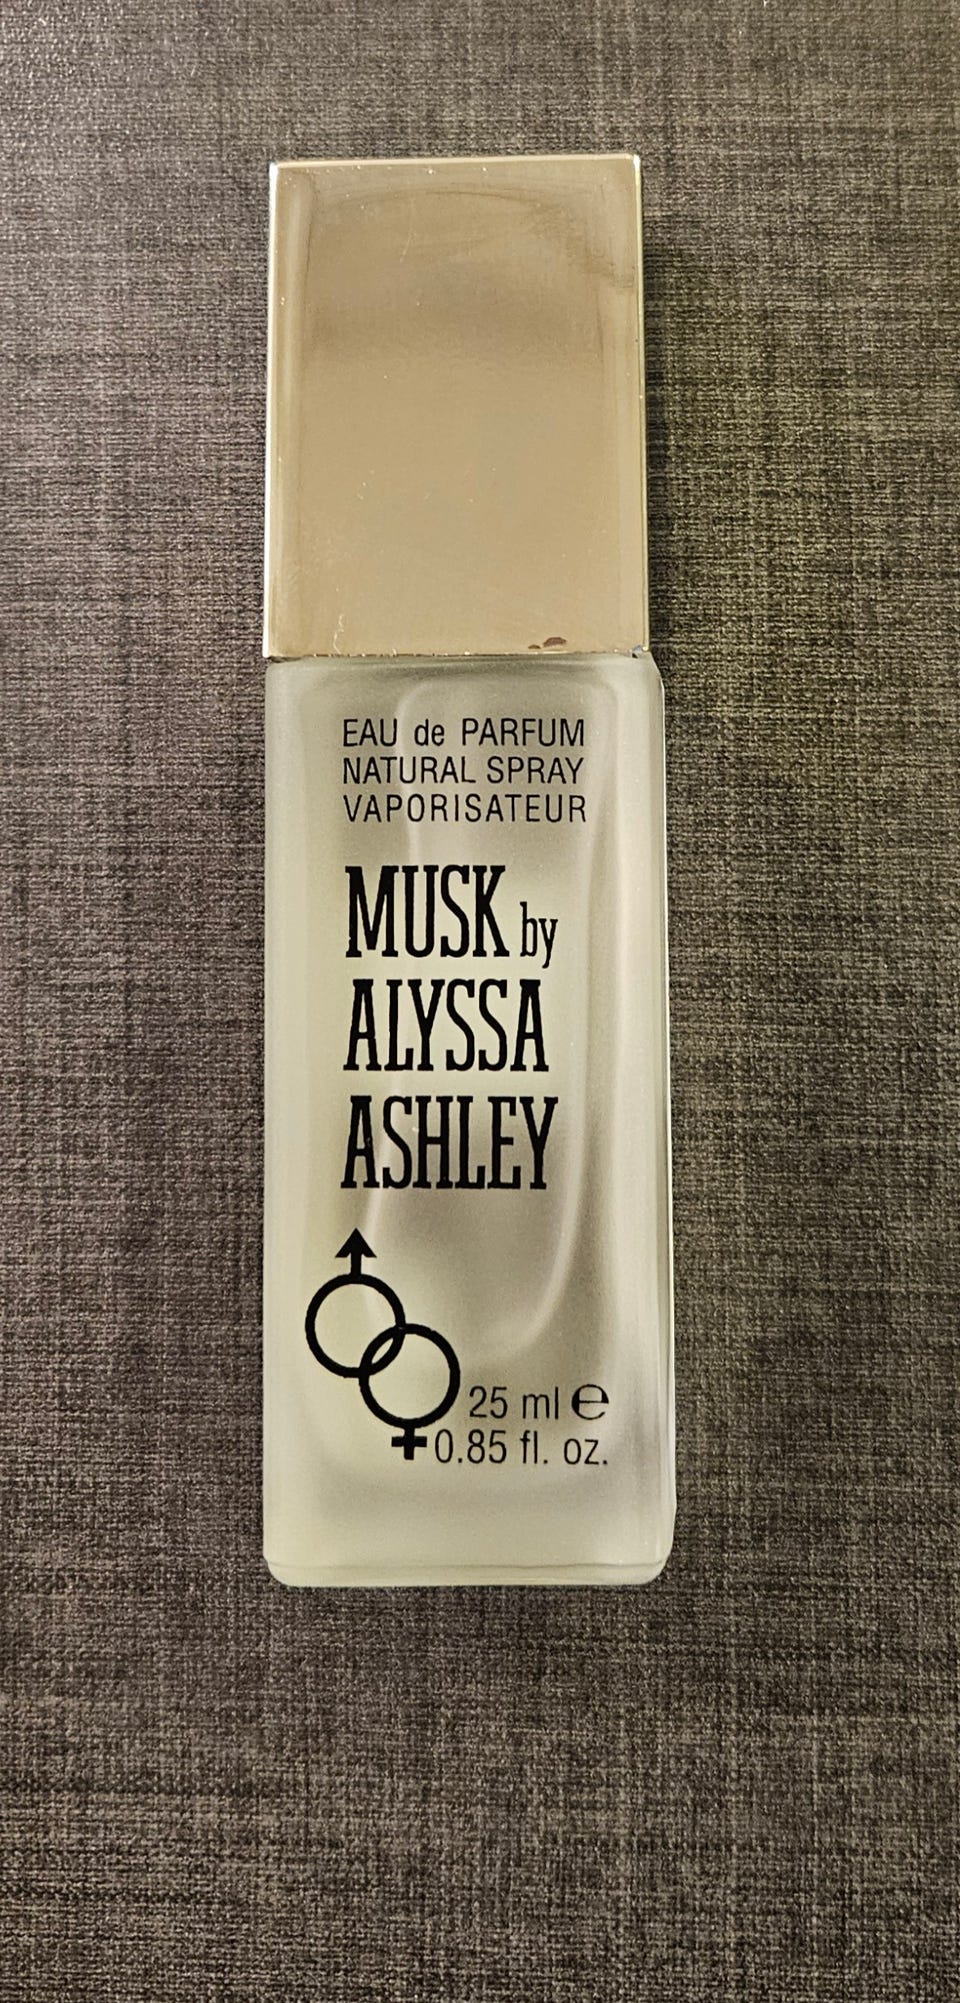 EAU de PARFUM
NATURAL SPRAY
VAPORISATEUR
MUSK by
ALYSSA
ASHLEY
25 ml ℮
0.85 fl. oz.